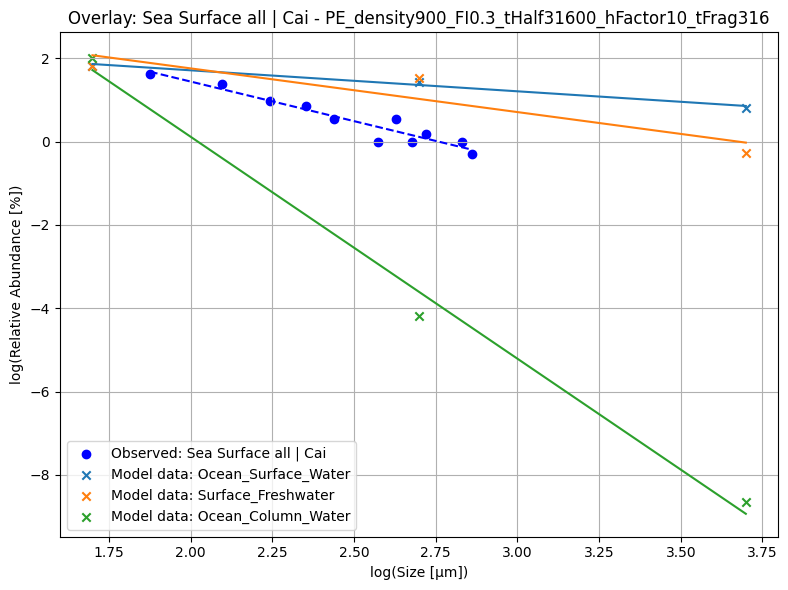 Overlay: Sea Surface all | Cai - PE_density900_FI0.3_tHalf31600_hFactor10_tFrag316
log(Relative Abundance [%])
2
0
−2
−4
−6
−8
Observed: Sea Surface all | Cai
Model data: Ocean_Surface_Water
Model data: Surface_Freshwater
Model data: Ocean_Column_Water
1.75 2.00 2.25 2.50 2.75 3.00 3.25 3.50 3.75
log(Size [μm])